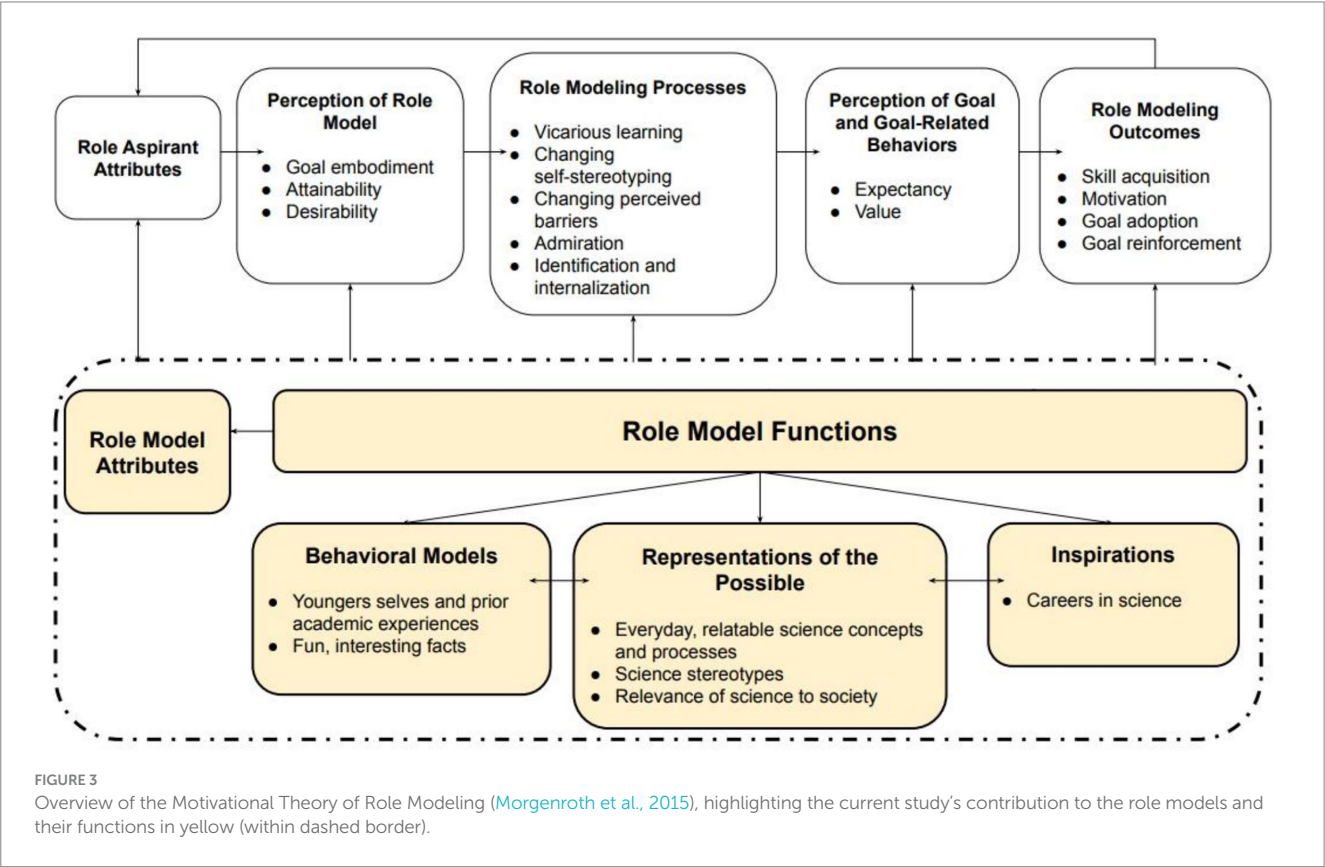 Role Aspirant
Attributes
Perception of Role
Model
● Goal embodiment
● Attainability
● Desirability
Role Modeling Processes
● Vicarious learning
● Changing
self-stereotyping
● Changing perceived
barriers
● Admiration
● Identification and
internalization
Perception of Goal
and Goal-Related
Behaviors
● Expectancy
● Value
Role Modeling
Outcomes
● Skill acquisition
● Motivation
● Goal adoption
● Goal reinforcement
Role Model
Attributes
Role Model Functions
Behavioral Models
● Youngers selves and prior
academic experiences
● Fun, interesting facts
Representations of the
Possible
● Everyday, relatable science concepts
and processes
● Science stereotypes
● Relevance of science to society
Inspirations
● Careers in science
FIGURE 3
Overview of the Motivational Theory of Role Modeling (Morgenroth et al., 2015), highlighting the current study’s contribution to the role models and
their functions in yellow (within dashed border).